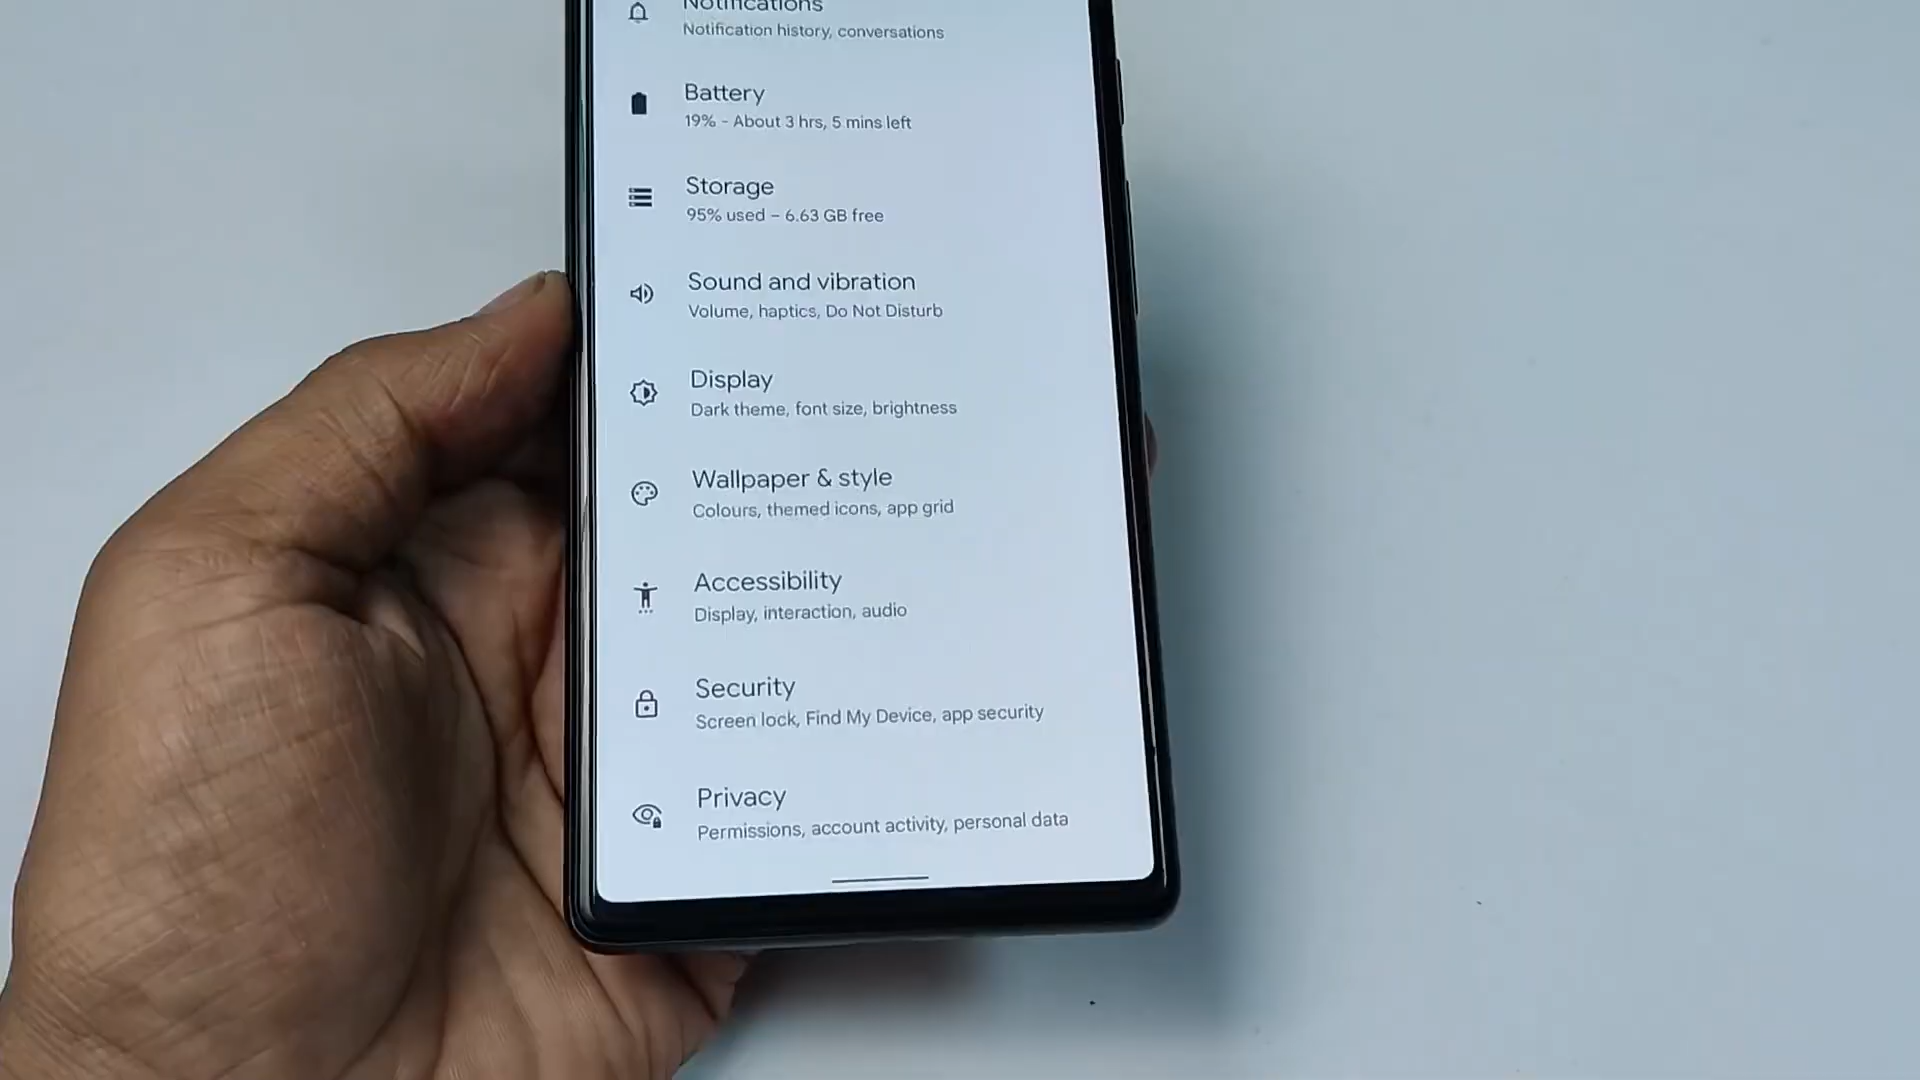 Notifications
Notification history, conversations
Battery
19% - About 3 hrs, 5 mins left
Storage
95% used – 6.63 GB free
Sound and vibration
Volume, haptics, Do Not Disturb
Display
Dark theme, font size, brightness
Wallpaper & style
Colours, themed icons, app grid
Accessibility
Display, interaction, audio
Security
Screen lock, Find My Device, app security
Privacy
Permissions, account activity, personal data